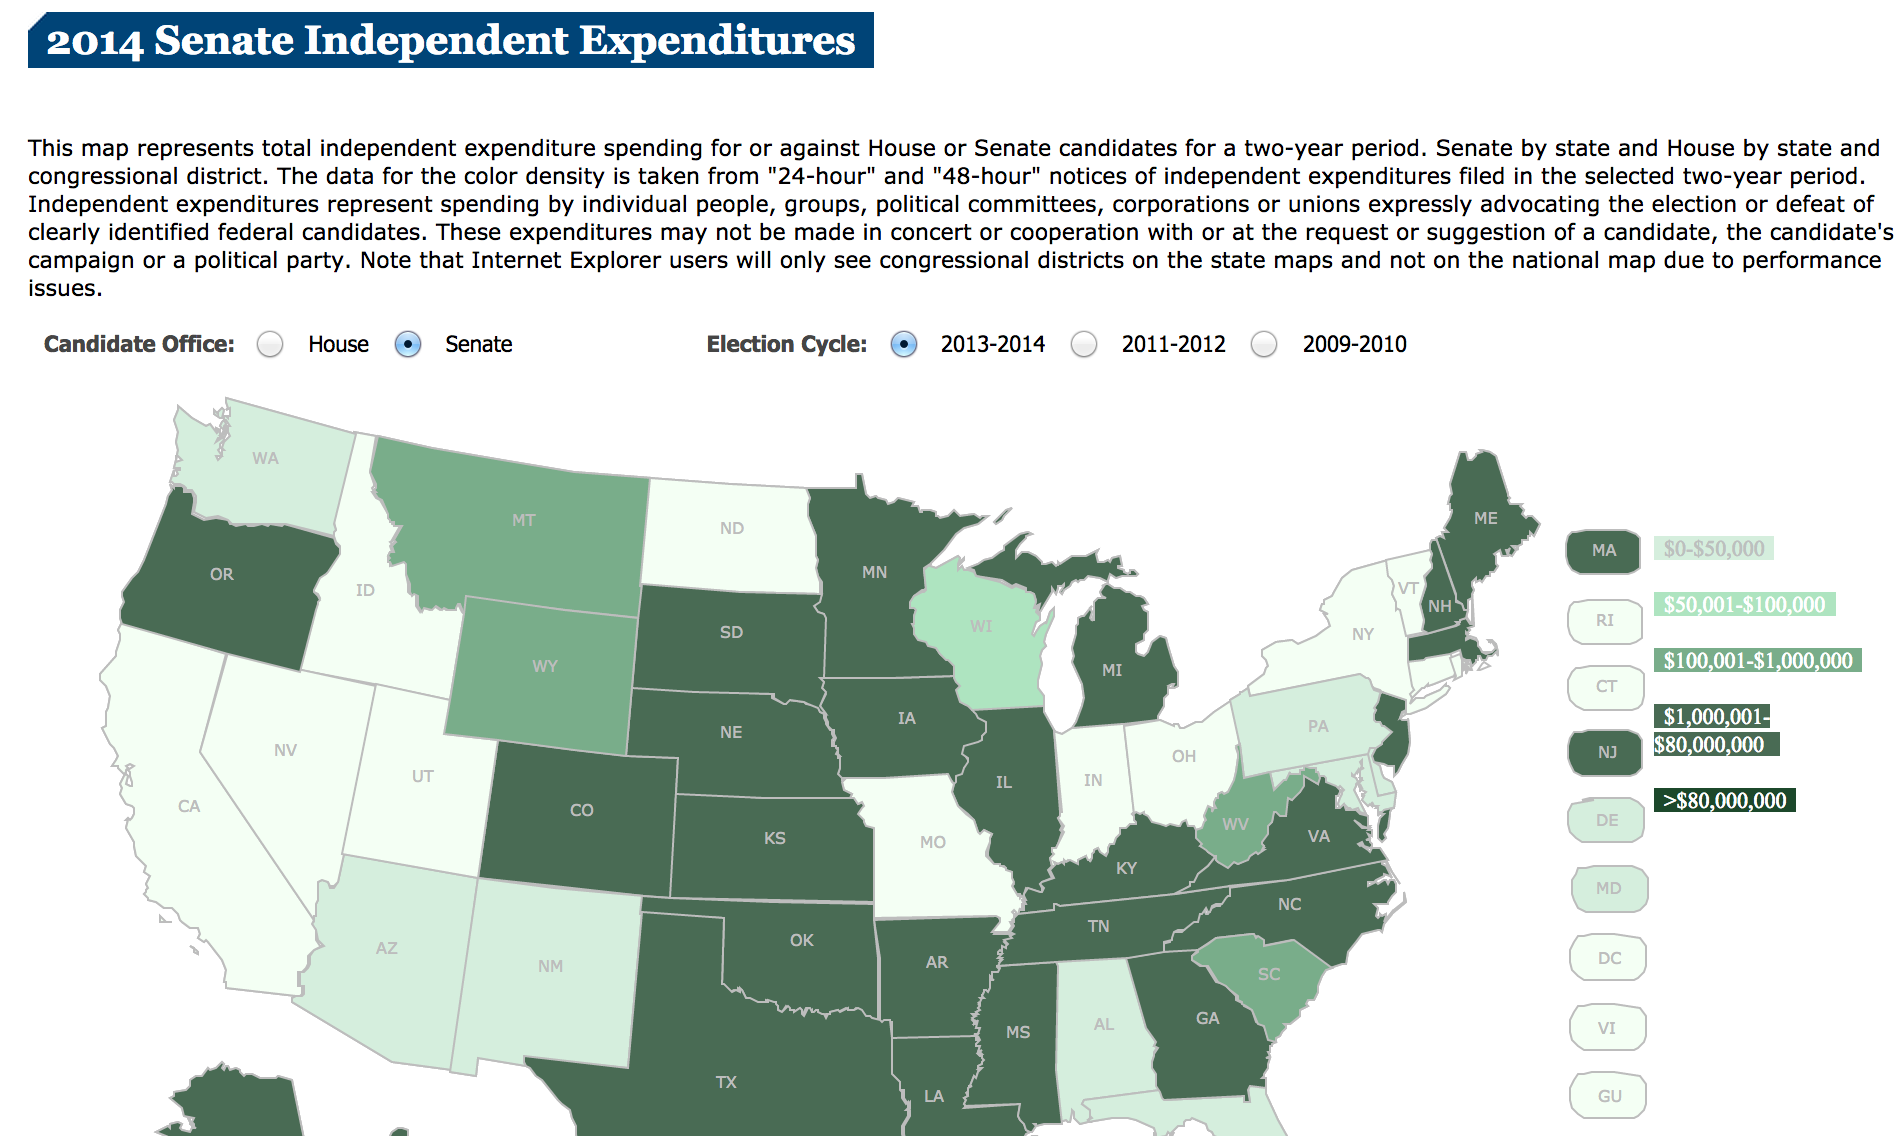 2014 Senate Independent Expenditures
This map represents total independent expenditure spending for or against House or Senate candidates for a two-year period. Senate by state and House by state and
congressional district. The data for the color density is taken from "24-hour" and "48-hour" notices of independent expenditures filed in the selected two-year period.
Independent expenditures represent spending by individual people, groups, political committees, corporations or unions expressly advocating the election or defeat of
clearly identified federal candidates. These expenditures may not be made in concert or cooperation with or at the request or suggestion of a candidate, the candidate's
campaign or a political party. Note that Internet Explorer users will only see congressional districts on the state maps and not on the national map due to performance
issues.
Candidate Office: House Senate Election Cycle: 2013-2014 2011-2012 2009-2010
WA
ME
MT
ND
MA $0-$50,000
OR
MN
ID
VT
NH
$50,001-$100,000
RI
WI
SD
NY
$100,001-$1,000,000
WY
MI
CT
$1,000,001-
$80,000,000
IA
PA
NE
NV
NJ
OH
UT
IN
IL
>$80,000,000
CA
CO
DE
WV
VA
KS
MO
KY
MD
NC
TN
OK
AZ
DC
AR
NM
SC
GA
AL
VI
MS
TX
LA
GU